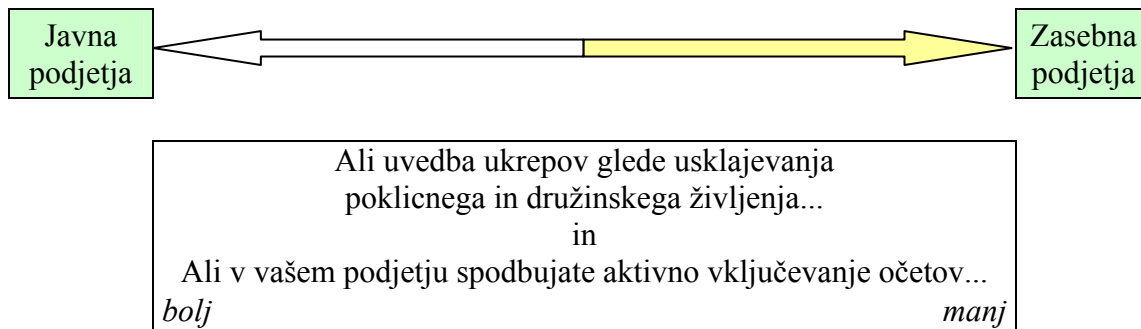 Javna
podjetja
Zasebna
podjetja
Ali uvedba ukrepov glede usklajevanja
poklicnega in družinskega življenja...
in
Ali v vašem podjetju spodbujate aktivno vključevanje očetov...
bolj manj